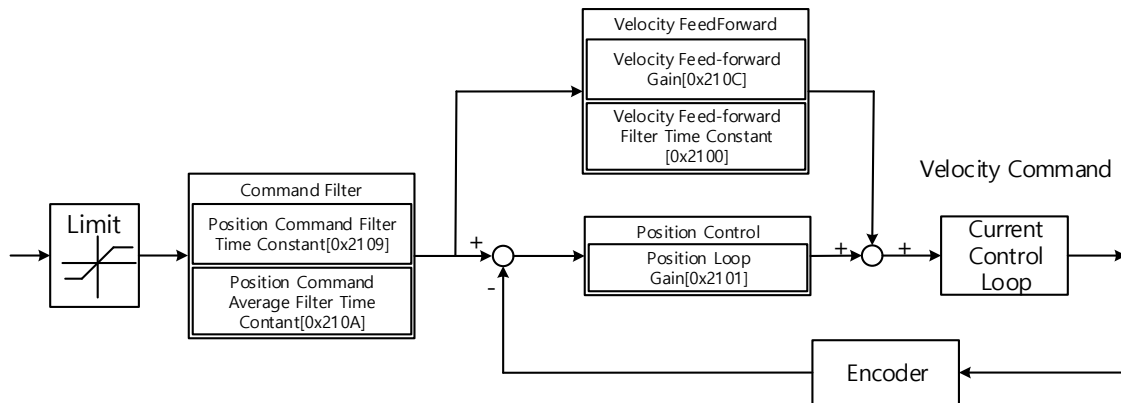 Velocity FeedForward
Velocity Feed-forward
Gain[0x210C]
Velocity Feed-forward
Filter Time Constant
[0x2100]
Velocity Command
Command Filter
Limit
Position Command Filter
Time Constant[0x2109]
Position Command
Average Filter Time
Contant[0x210A]
+
-
Position Control
Position Loop
Gain[0x2101]
+
+
Current
Control
Loop
Encoder